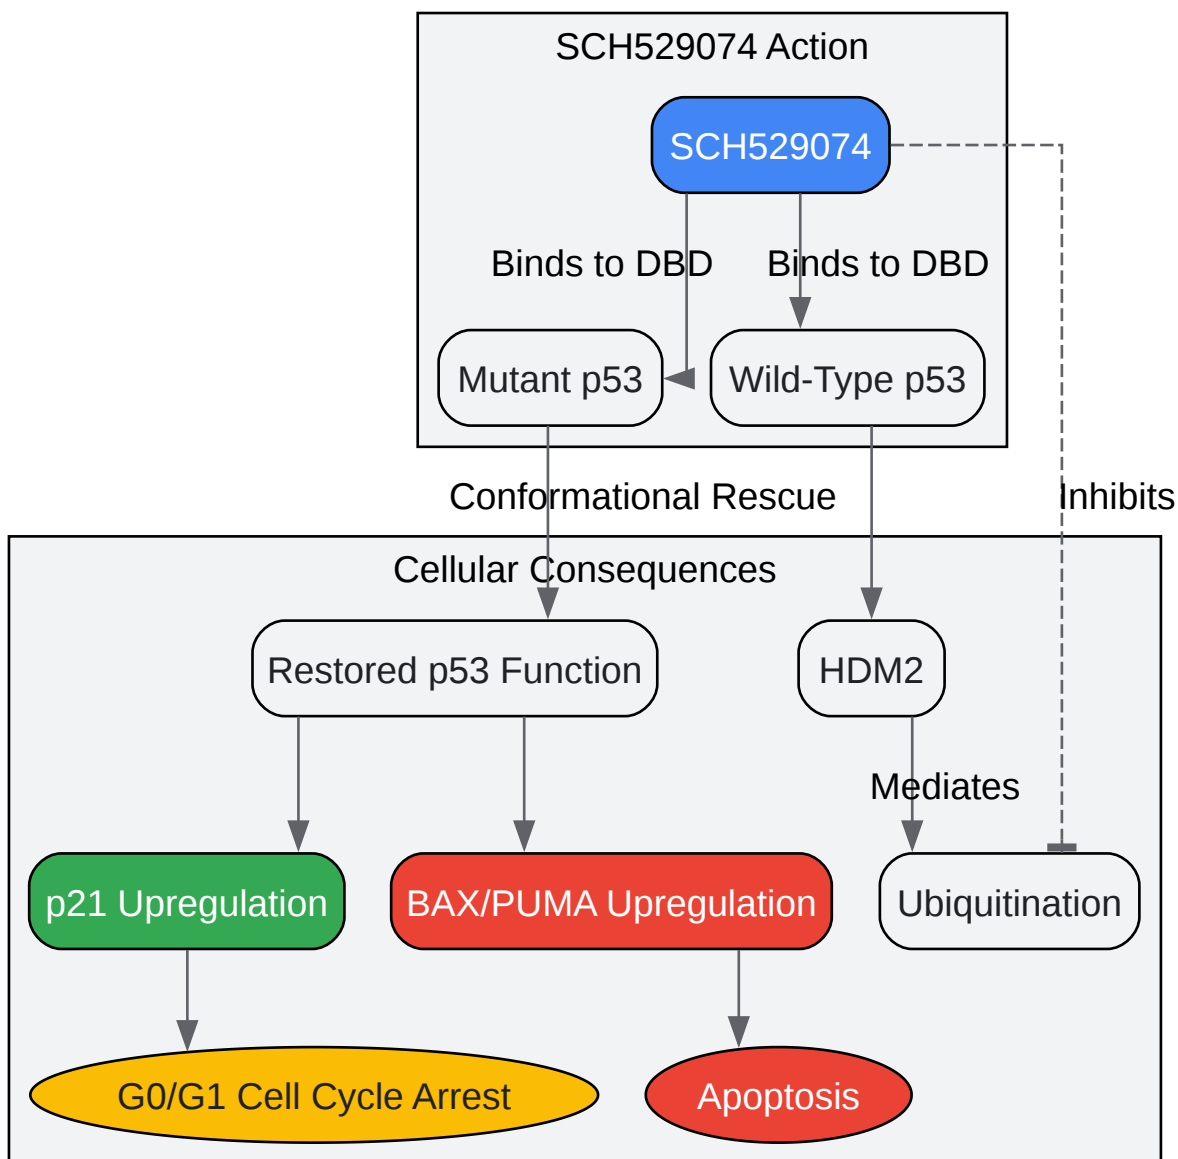 SCH529074 Action
SCH529074
Binds to DBD
Binds to DBD
Mutant p53
Wild-Type p53
Conformational Rescue
Inhibits
Cellular Consequences
Restored p53 Function
HDM2
Mediates
p21 Upregulation
BAX/PUMA Upregulation
Ubiquitination
G0/G1 Cell Cycle Arrest
Apoptosis